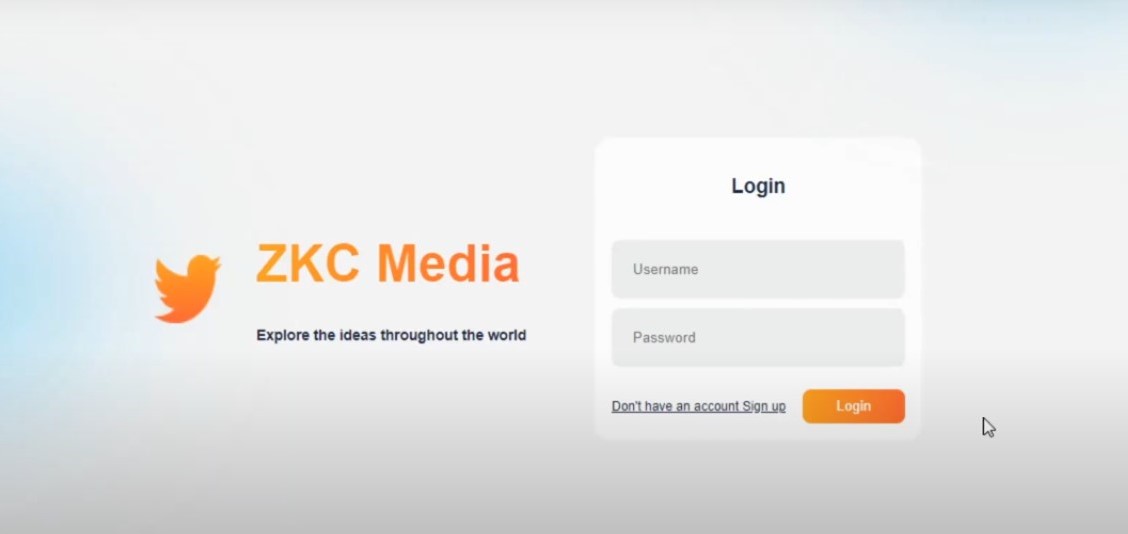 ZKC Media
Explore the ideas throughout the world
Login
Username
Password
Don't have an account Sign up
Login